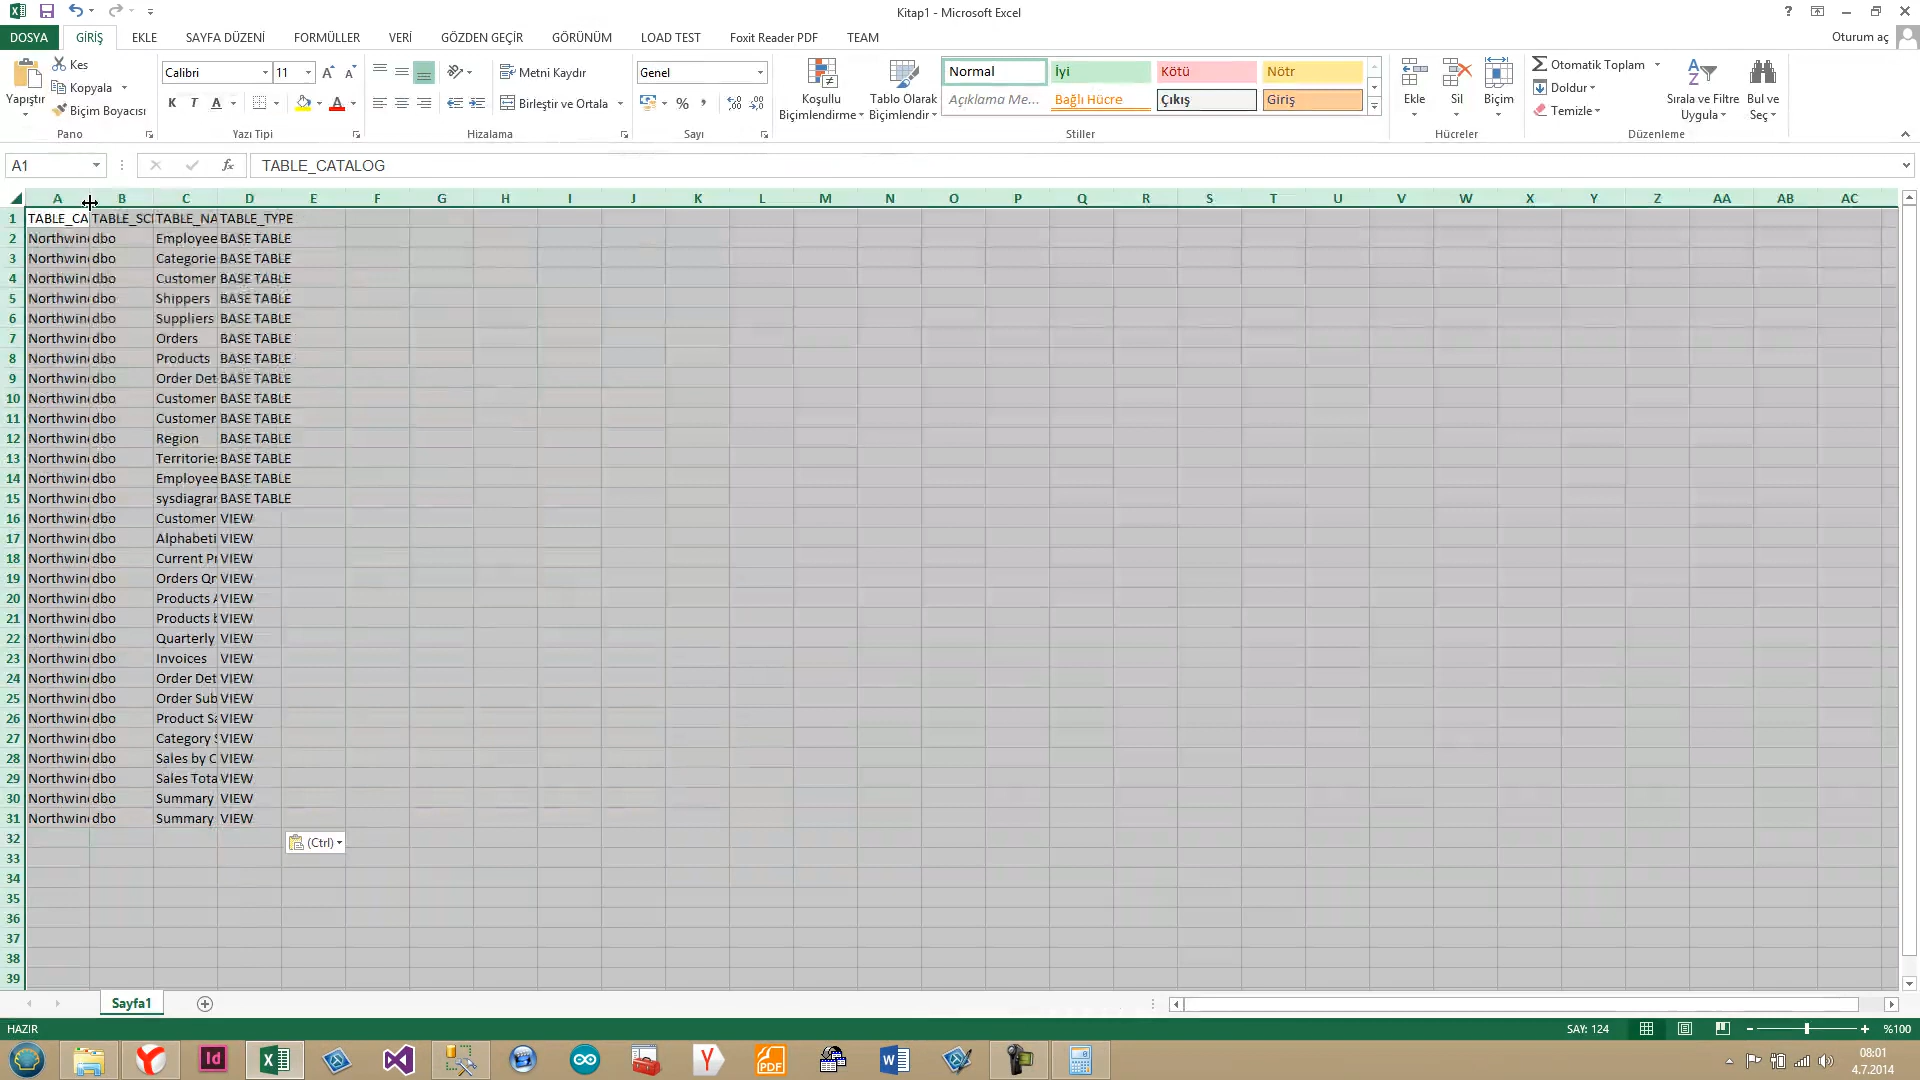 Kitap1 - Microsoft Excel
DOSYA GİRİŞ EKLE SAYFA DÜZENİ FORMÜLLER VERİ GÖZDEN GEÇİR GÖRÜNÜM LOAD TEST Foxit Reader PDF TEAM Oturum aç
Yapıştır
Kes
Kopyala
Biçim Boyacısı
Pano
Calibri 11
K T A
Yazı Tipi
Metni Kaydır
Birleştir ve Ortala
Hizalama
Genel
%
Sayı
Koşullu Biçimlendirme
Tablo Olarak Biçimlendir
Normal İyi Kötü Nötr
Açıklama Me... Bağlı Hücre Çıkış Giriş
Stiller
Ekle Sil Biçim
Hücreler
Otomatik Toplam
Doldur
Temizle
Sırala ve Filtre Uygula
Bul ve Seç
Düzenleme
A1 fx TABLE_CATALOG
A B C D E F G H I J K L M N O P Q R S T U V W X Y Z AA AB AC
1 TABLE_CA TABLE_SC TABLE_NA TABLE_TYPE
2 Northwin dbo Employee BASE TABLE
3 Northwin dbo Categorie BASE TABLE
4 Northwin dbo Customer BASE TABLE
5 Northwin dbo Shippers BASE TABLE
6 Northwin dbo Suppliers BASE TABLE
7 Northwin dbo Orders BASE TABLE
8 Northwin dbo Products BASE TABLE
9 Northwin dbo Order Det BASE TABLE
10 Northwin dbo Customer BASE TABLE
11 Northwin dbo Customer BASE TABLE
12 Northwin dbo Region BASE TABLE
13 Northwin dbo Territorie BASE TABLE
14 Northwin dbo Employee BASE TABLE
15 Northwin dbo sysdiagra BASE TABLE
16 Northwin dbo Customer VIEW
17 Northwin dbo Alphabeti VIEW
18 Northwin dbo Current Pr VIEW
19 Northwin dbo Orders Qr VIEW
20 Northwin dbo Products A VIEW
21 Northwin dbo Products b VIEW
22 Northwin dbo Quarterly VIEW
23 Northwin dbo Invoices VIEW
24 Northwin dbo Order Det VIEW
25 Northwin dbo Order Sub VIEW
26 Northwin dbo Product Sa VIEW
27 Northwin dbo Category S VIEW
28 Northwin dbo Sales by C VIEW
29 Northwin dbo Sales Tota VIEW
30 Northwin dbo Summary VIEW
31 Northwin dbo Summary VIEW
32
33
34
35
36
37
38
39
(Ctrl)
Sayfa1
HAZIR SAY: 124 %100
08:01
4.7.2014